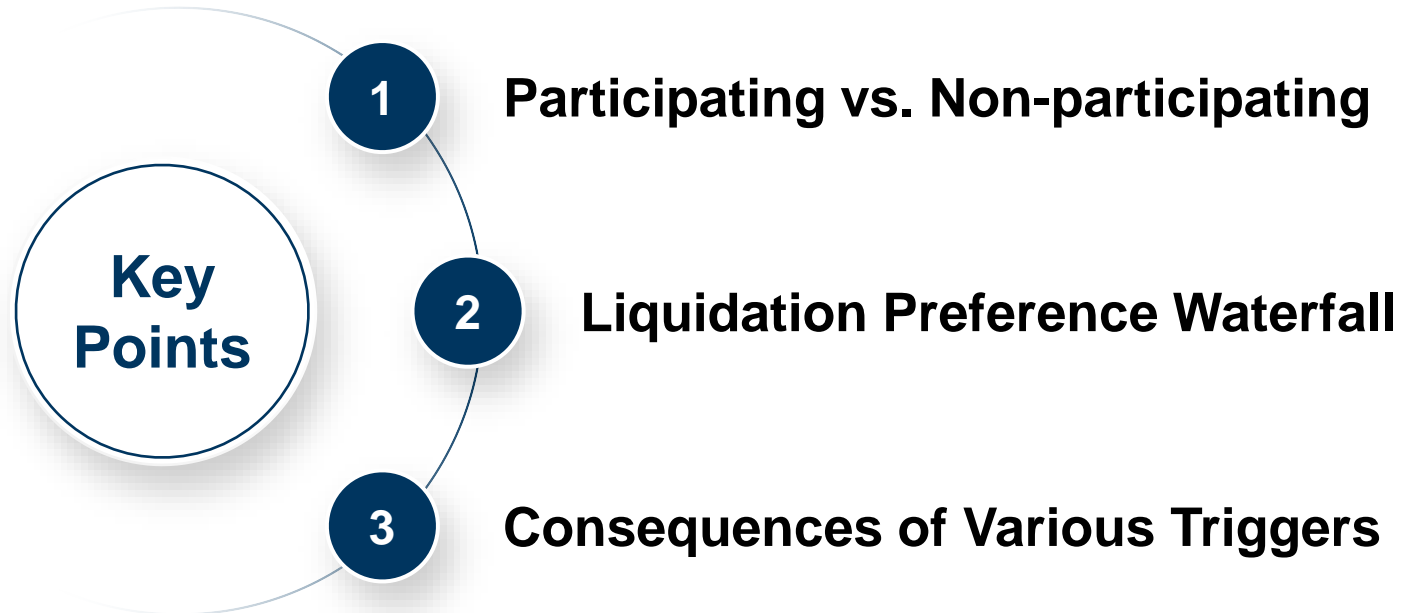 Key
Points
1
Participating vs. Non-participating
2
Liquidation Preference Waterfall
3
Consequences of Various Triggers